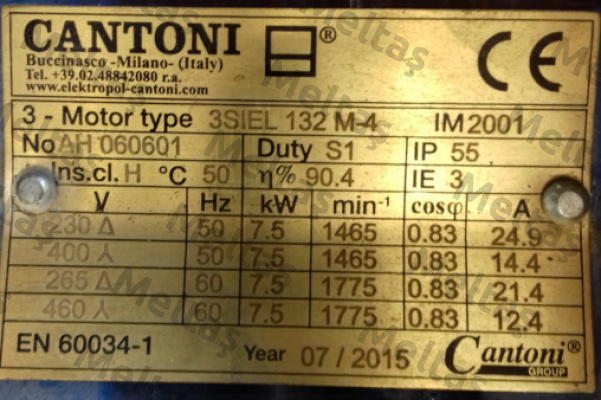 CANTONI ®
Buccinasco -Milano- (Italy)
Tel. +39.02.48842080 r.a.
www.elektropol-cantoni.com
CE
3 - Motor type 3SIEL 132 M-4 IM 2001
No AH 060601 Duty S1 IP 55
Ins.cl. H °C 50 η% 90.4 IE 3
V Hz kW min⁻¹ cosφ A
230 Δ 50 7.5 1465 0.83 24.9
400 ⅄ 50 7.5 1465 0.83 14.4
265 Δ 60 7.5 1775 0.83 21.4
460 ⅄ 60 7.5 1775 0.83 12.4
EN 60034-1 Year 07 / 2015 Cantoni®
GROUP
Meltaş